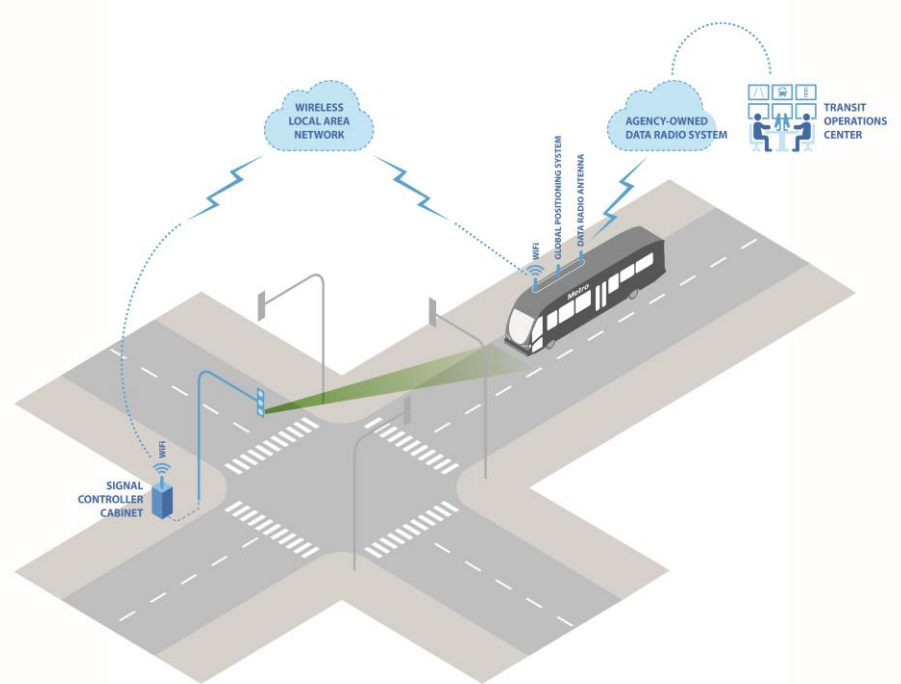 WIRELESS
LOCAL AREA
NETWORK
AGENCY-OWNED
DATA RADIO SYSTEM
TRANSIT
OPERATIONS
CENTER
WiFi
GLOBAL POSITIONING SYSTEM
DATA RADIO ANTENNA
Metro
WiFi
SIGNAL
CONTROLLER
CABINET